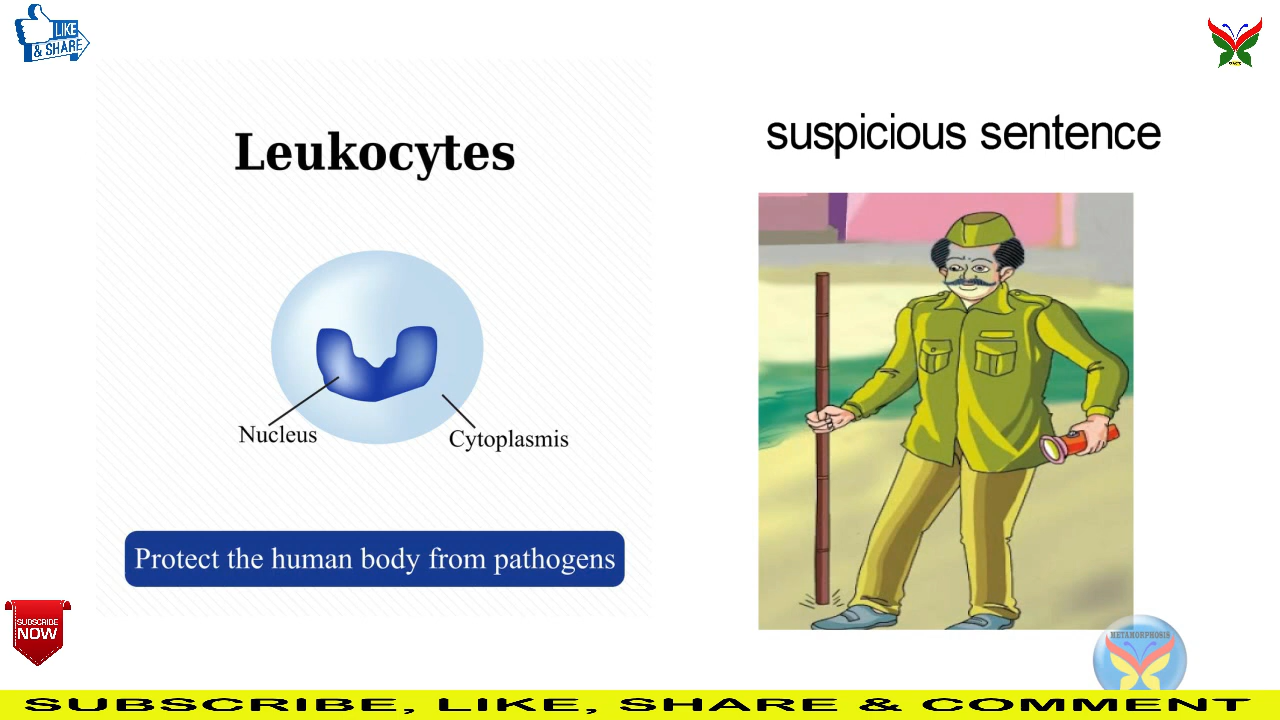 LIKE
& SHARE
Leukocytes
suspicious sentence
Nucleus
Cytoplasmis
Protect the human body from pathogens
SUBSCRIBE
NOW
METAMORPHOSIS
SUBSCRIBE, LIKE, SHARE & COMMENT